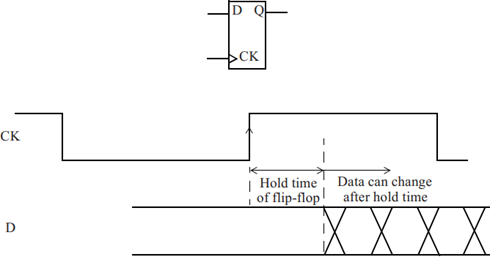 D Q
CK
CK
Hold time
of flip-flop
Data can change
after hold time
D